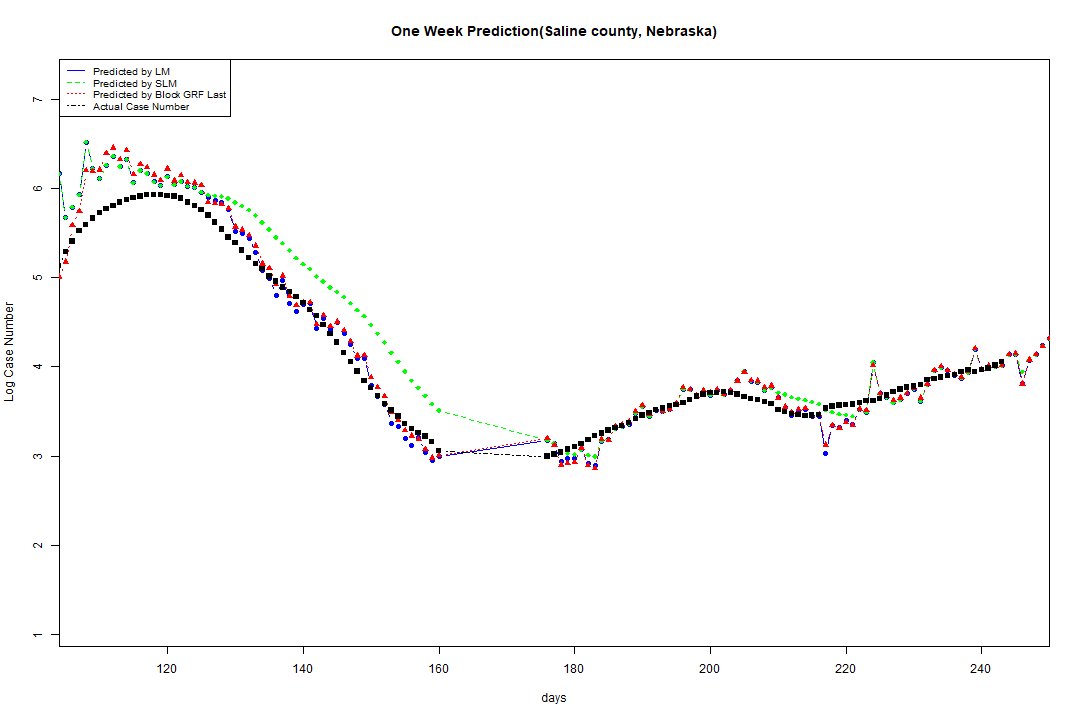 One Week Prediction(Saline county, Nebraska)
Predicted by LM
Predicted by SLM
Predicted by Block GRF Last
Actual Case Number
7
6
5
4
3
2
1
Log Case Number
120 140 160 180 200 220 240
days